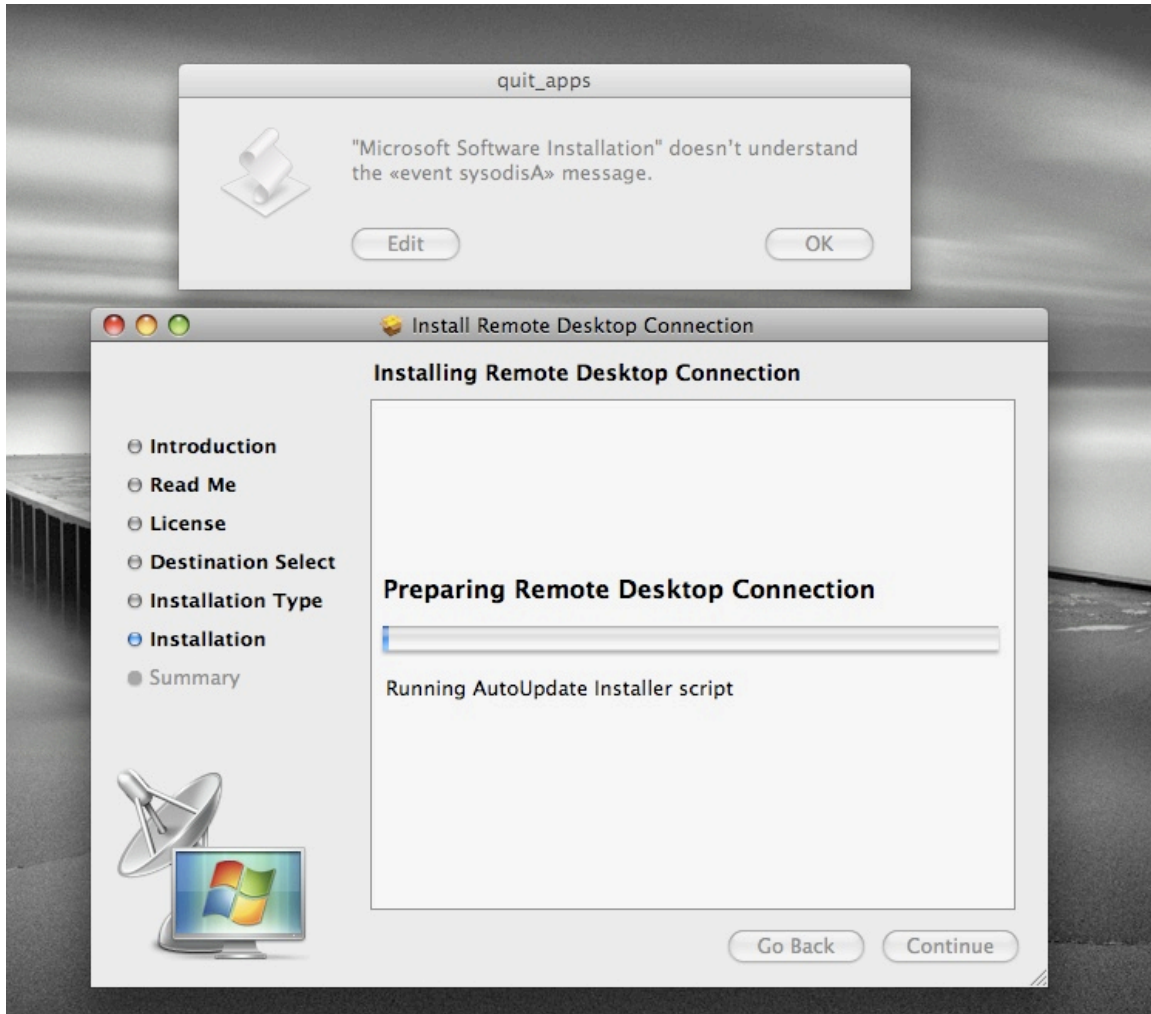 quit_apps
"Microsoft Software Installation" doesn't understand
the «event sysodisA» message.
Edit
OK
Install Remote Desktop Connection
Installing Remote Desktop Connection
Introduction
Read Me
License
Destination Select
Installation Type
Installation
Summary
Preparing Remote Desktop Connection
Running AutoUpdate Installer script
Go Back
Continue